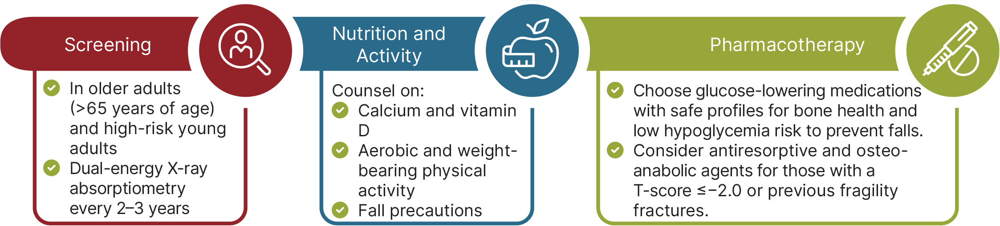 Screening
In older adults
(>65 years of age)
and high-risk young
adults
Dual-energy X-ray
absorptiometry
every 2–3 years
Nutrition and
Activity
Counsel on:
Calcium and vitamin
D
Aerobic and weight-
bearing physical
activity
Fall precautions
Pharmacotherapy
Choose glucose-lowering medications
with safe profiles for bone health and
low hypoglycemia risk to prevent falls.
Consider antiresorptive and osteo-
anabolic agents for those with a
T-score ≤−2.0 or previous fragility
fractures.